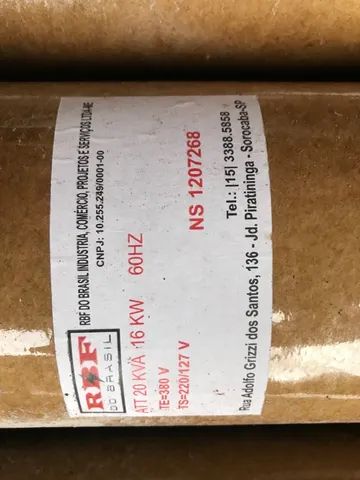 RBF
DO BRASIL
RBF DO BRASIL INDUSTRIA, COMÉRCIO, PROJETOS E SERVIÇOS LTDA-ME
CNPJ: 10.255.249/0001-00
ATT 20 KVA :16 KW 60HZ
TE=380 V
TS=220/127 V
NS 1207268
Tel.: |15| 3388.5858
Rua Adolfo Grizzi dos Santos, 136 - Jd. Piratininga - Sorocaba-SP